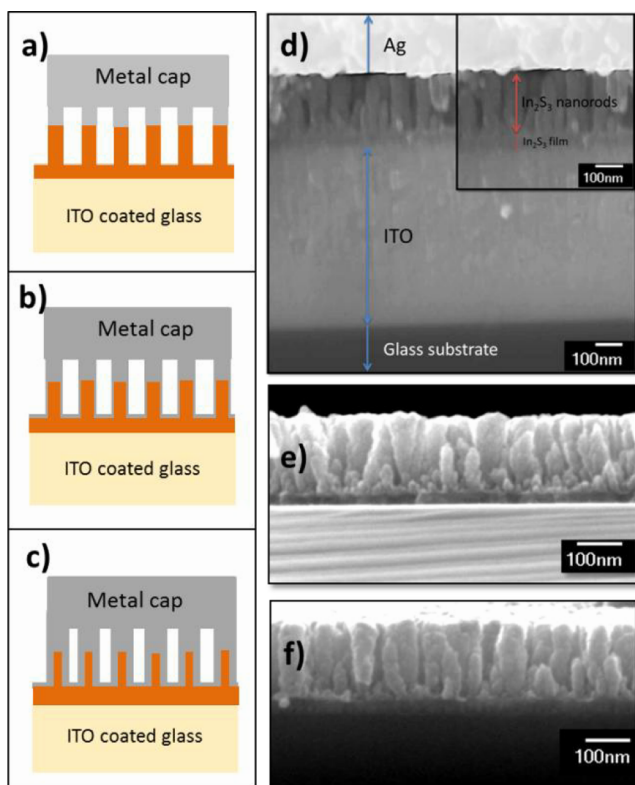 a)
Metal cap
ITO coated glass
b)
Metal cap
ITO coated glass
c)
Metal cap
ITO coated glass
d)
Ag
ITO
Glass substrate
100nm
In₂S₃ nanorods
In₂S₃ film
100nm
e)
100nm
f)
100nm